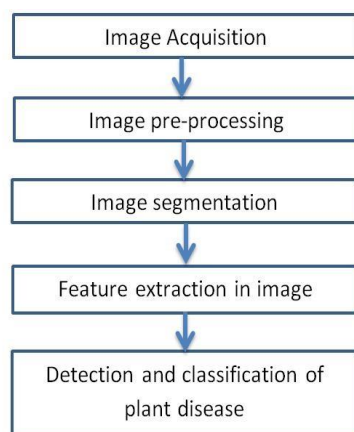 Image Acquisition
Image pre-processing
Image segmentation
Feature extraction in image
Detection and classification of
plant disease